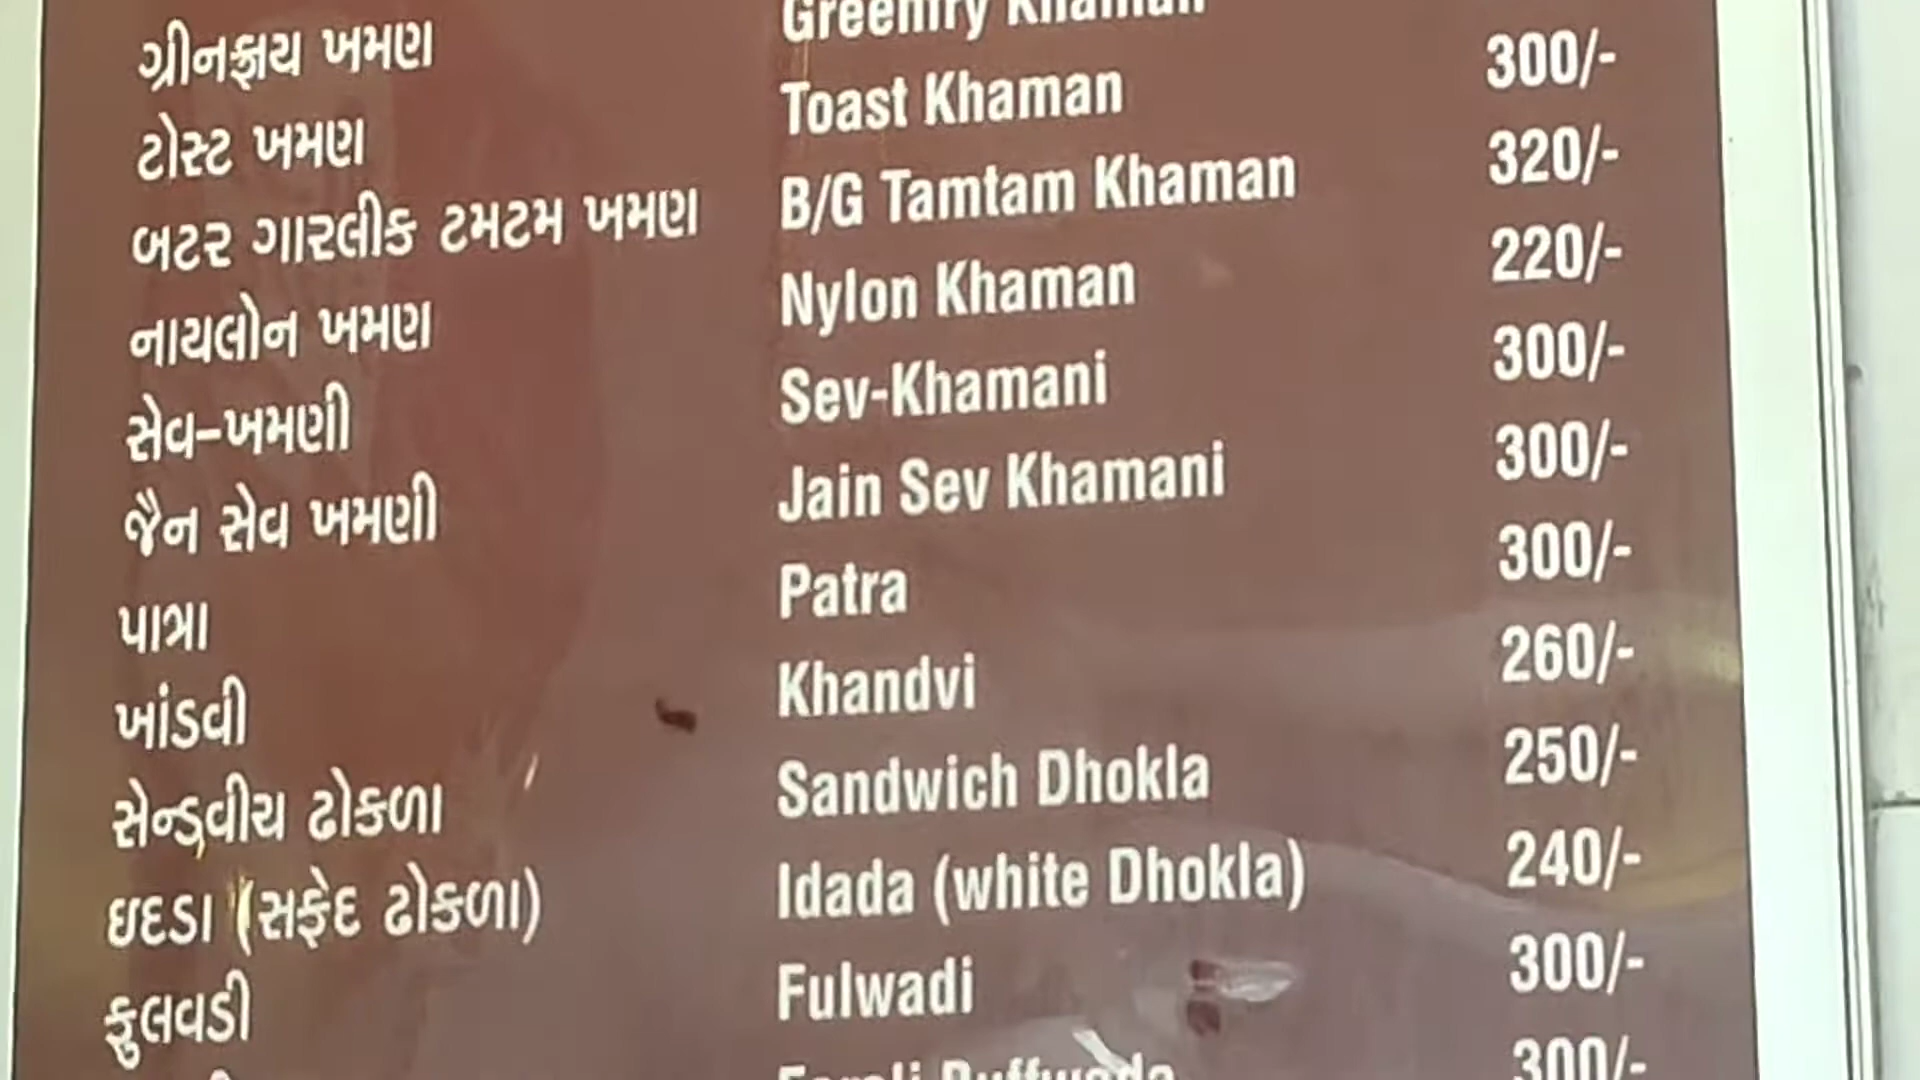 ગ્રીનફ્રાય ખમણ Greenfry Khaman
ટોસ્ટ ખમણ Toast Khaman 300/-
બટર ગારલીક ટમટમ ખમણ B/G Tamtam Khaman 320/-
નાયલોન ખમણ Nylon Khaman 220/-
સેવ-ખમણી Sev-Khamani 300/-
જૈન સેવ ખમણી Jain Sev Khamani 300/-
પાત્રા Patra 300/-
ખાંડવી Khandvi 260/-
સેન્ડવીચ ઢોકળા Sandwich Dhokla 250/-
ઇદડા (સફેદ ઢોકળા) Idada (white Dhokla) 240/-
ફુલવડી Fulwadi 300/-
300/-